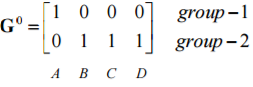 G⁰ = [1 0 0 0] group-1
[0 1 1 1] group-2
A B C D